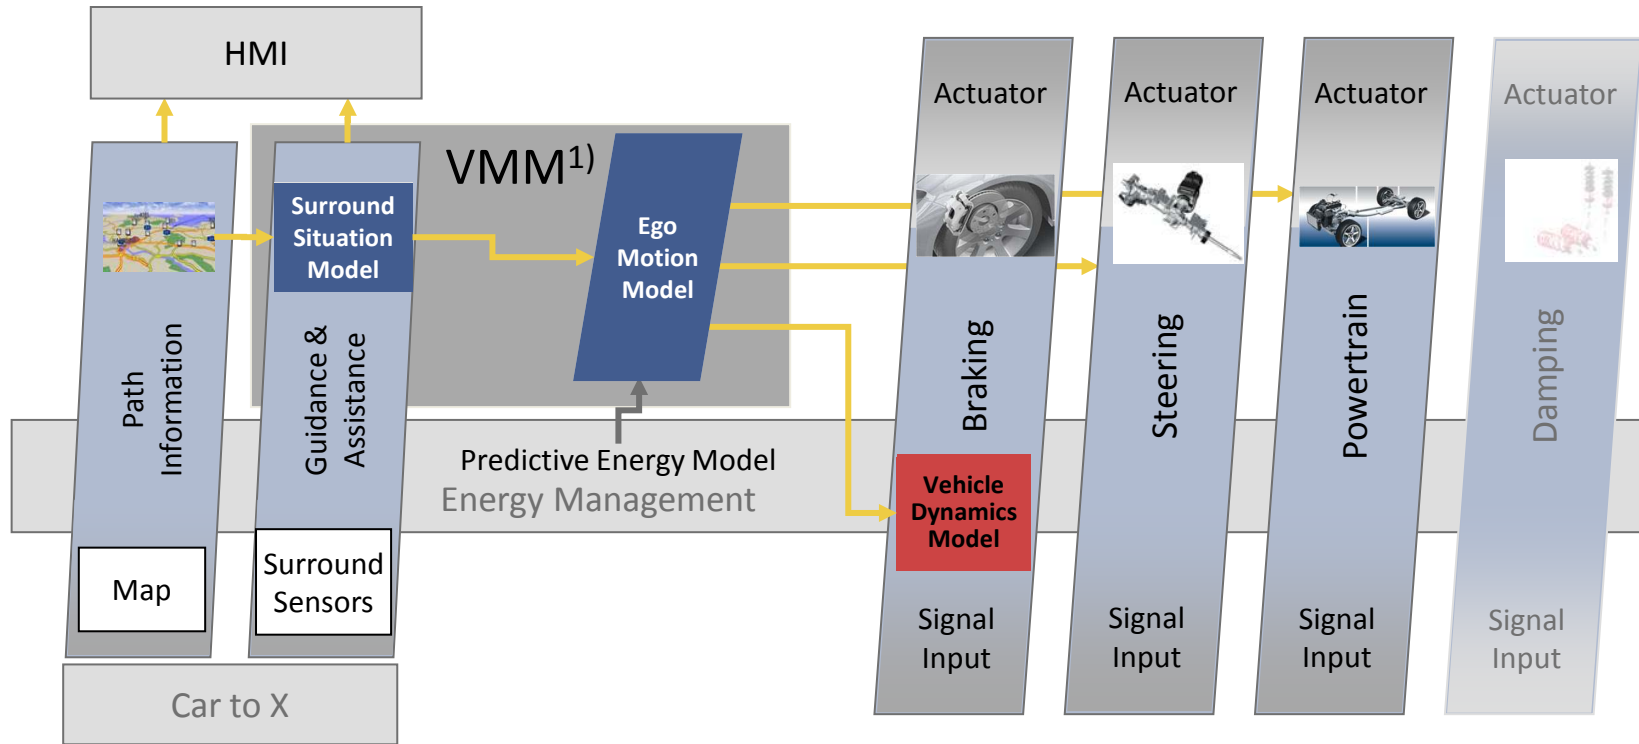 HMI
VMM1)
Surround
Situation
Model
Ego
Motion
Model
Path
Information
Guidance &
Assistance
Predictive Energy Model
Energy Management
Map
Surround
Sensors
Car to X
Actuator
Braking
Vehicle
Dynamics
Model
Signal
Input
Actuator
Steering
Signal
Input
Actuator
Powertrain
Signal
Input
Actuator
Damping
Signal
Input